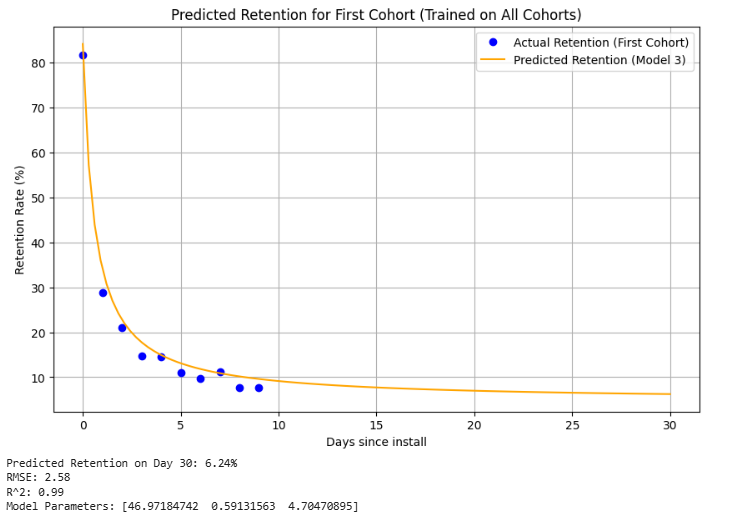 Predicted Retention for First Cohort (Trained on All Cohorts)
Actual Retention (First Cohort)
Predicted Retention (Model 3)
Retention Rate (%)
80
70
60
50
40
30
20
10
0 5 10 15 20 25 30
Days since install
Predicted Retention on Day 30: 6.24%
RMSE: 2.58
R^2: 0.99
Model Parameters: [46.97184742 0.59131563 4.70470895]